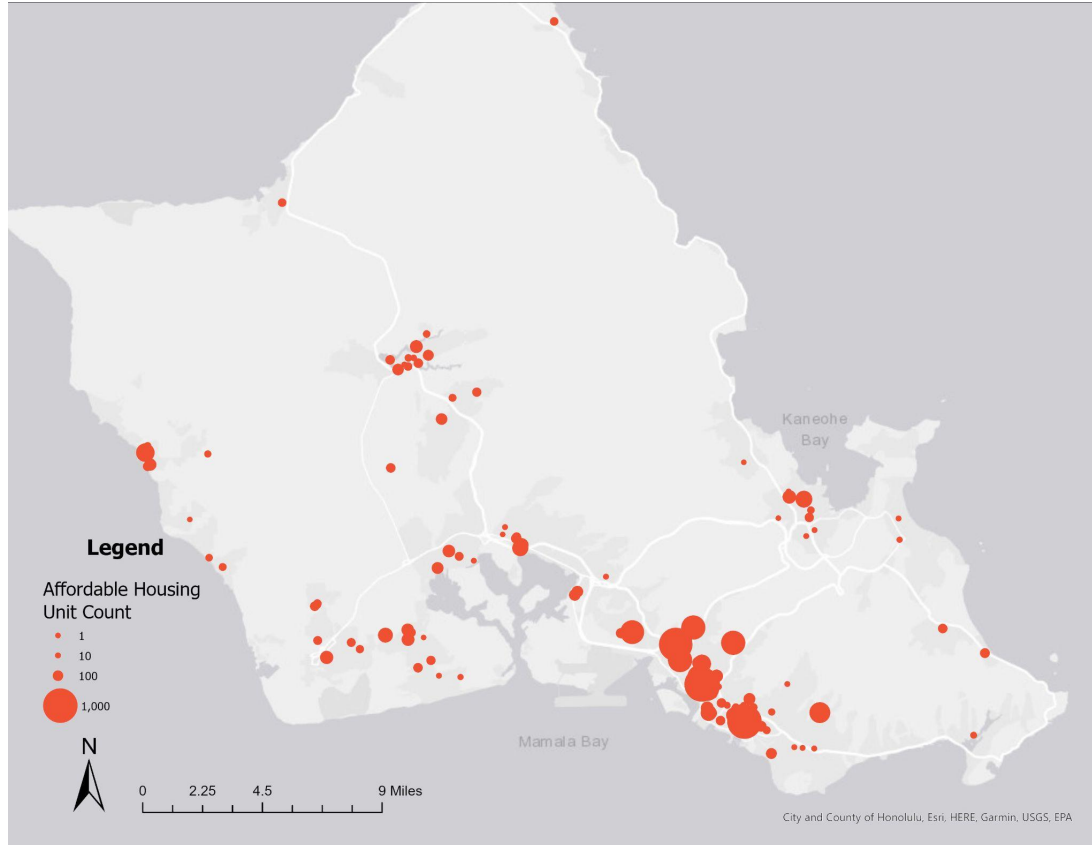 Kaneohe
Bay
Legend
Affordable Housing
Unit Count
1
10
100
1,000
N
Mamala Bay
0 2.25 4.5 9 Miles
City and County of Honolulu, Esri, HERE, Garmin, USGS, EPA